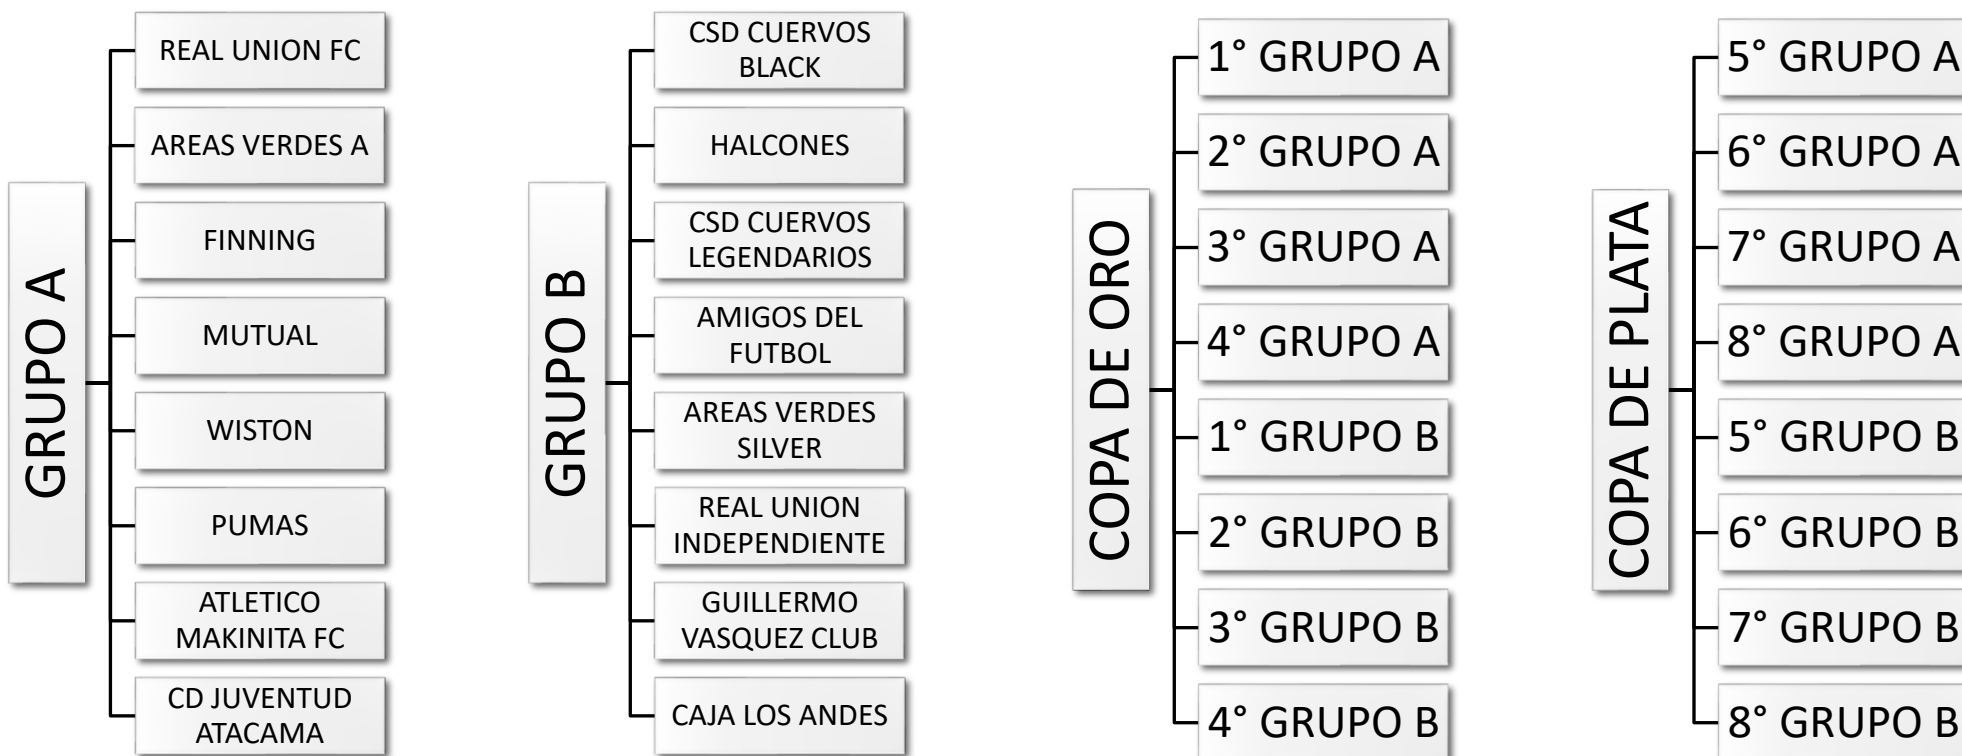 GRUPO A
REAL UNION FC
AREAS VERDES A
FINNING
MUTUAL
WISTON
PUMAS
ATLETICO
MAKINITA FC
CD JUVENTUD
ATACAMA
GRUPO B
CSD CUERVOS
BLACK
HALCONES
CSD CUERVOS
LEGENDARIOS
AMIGOS DEL
FUTBOL
AREAS VERDES
SILVER
REAL UNION
INDEPENDIENTE
GUILLERMO
VASQUEZ CLUB
CAJA LOS ANDES
COPA DE ORO
1° GRUPO A
2° GRUPO A
3° GRUPO A
4° GRUPO A
1° GRUPO B
2° GRUPO B
3° GRUPO B
4° GRUPO B
COPA DE PLATA
5° GRUPO A
6° GRUPO A
7° GRUPO A
8° GRUPO A
5° GRUPO B
6° GRUPO B
7° GRUPO B
8° GRUPO B